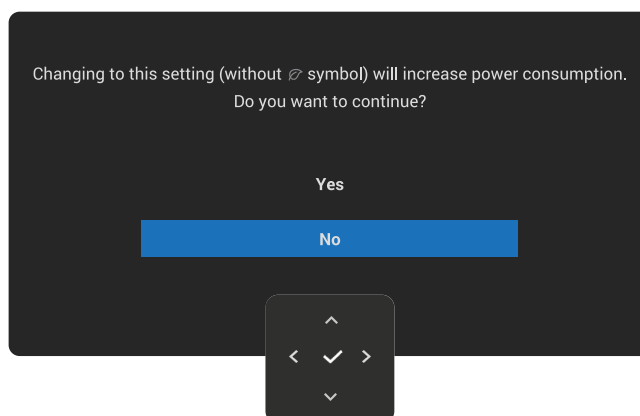 Changing to this setting (without symbol) will increase power consumption.
Do you want to continue?
Yes
No